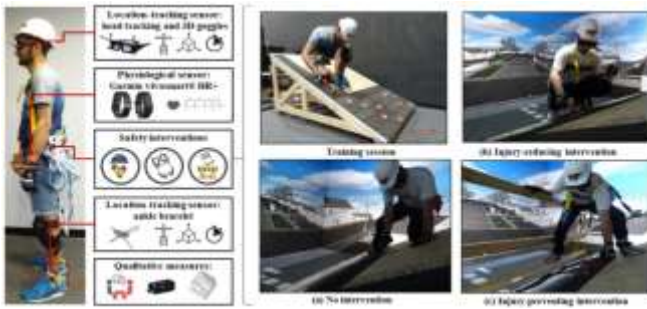 Location-tracking sensor:
head tracking and 3D goggles
Physiological sensor:
Garmin vivosmart® HR+
Safety interventions
Location-tracking sensor:
ankle bracelet
Qualitative measures:
Training session
(b) Injury-reducing intervention
(a) No intervention
(c) Injury-preventing intervention